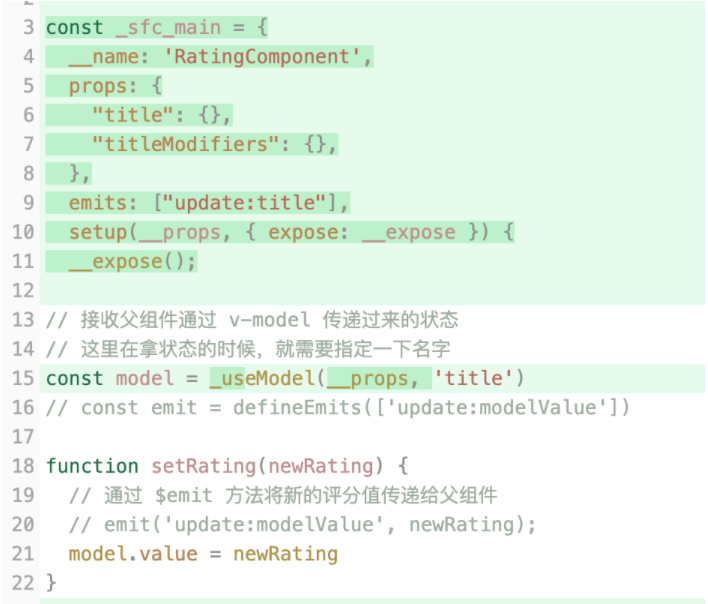 3 const _sfc_main = {
4   __name: 'RatingComponent',
5   props: {
6     "title": {},
7     "titleModifiers": {},
8   },
9   emits: ["update:title"],
10   setup(__props, { expose: __expose }) {
11   __expose();
12
13 // 接收父组件通过 v-model 传递过来的状态
14 // 这里在拿状态的时候，就需要指定一下名字
15 const model = _useModel(__props, 'title')
16 // const emit = defineEmits(['update:modelValue'])
17
18 function setRating(newRating) {
19   // 通过 $emit 方法将新的评分值传递给父组件
20   // emit('update:modelValue', newRating);
21   model.value = newRating
22 }